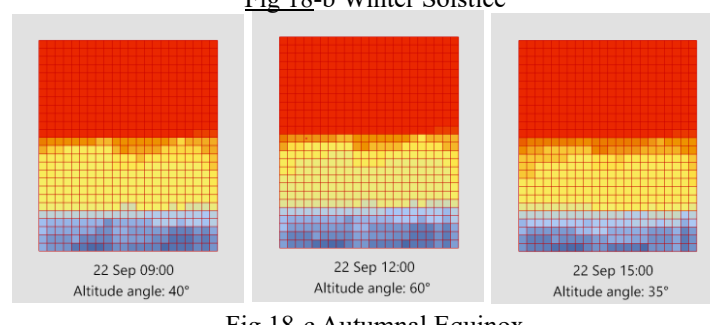 Fig 18-b Winter Solstice
22 Sep 09:00
Altitude angle: 40°
22 Sep 12:00
Altitude angle: 60°
22 Sep 15:00
Altitude angle: 35°
Fig 18-c Autumnal Equinox